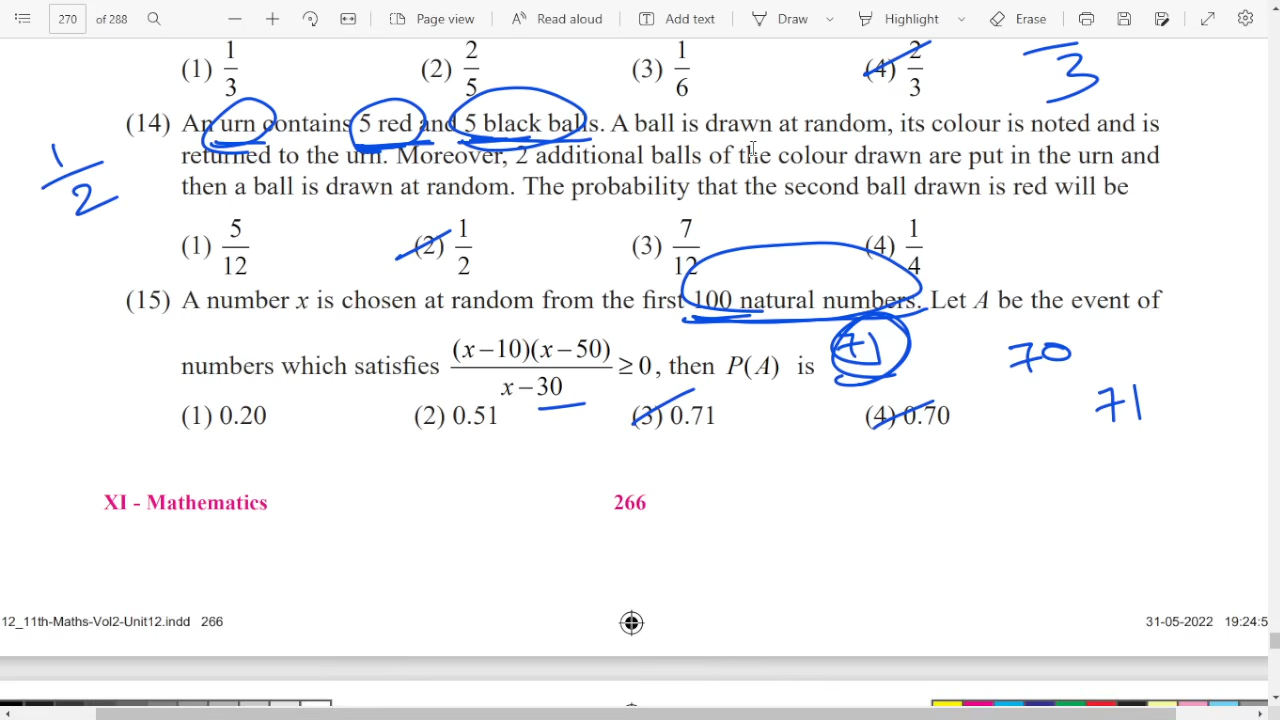 270 of 288 Page view Read aloud Add text Draw Highlight Erase
(1) 1/3 (2) 2/5 (3) 1/6 (4) 2/3 3
(14) An urn contains 5 red and 5 black balls. A ball is drawn at random, its colour is noted and is
returned to the urn. Moreover, 2 additional balls of the colour drawn are put in the urn and
1/2 then a ball is drawn at random. The probability that the second ball drawn is red will be
(1) 5/12 (2) 1/2 (3) 7/12 (4) 1/4
(15) A number x is chosen at random from the first 100 natural numbers. Let A be the event of
numbers which satisfies (x−10)(x−50)/x−30 ≥ 0, then P(A) is 71 70
(1) 0.20 (2) 0.51 (3) 0.71 (4) 0.70 71
XI - Mathematics 266
12_11th-Maths-Vol2-Unit12.indd 266 31-05-2022 19:24:5